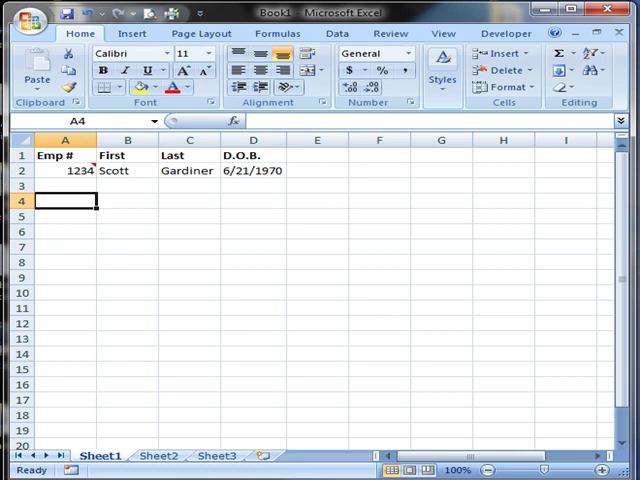 Book1 - Microsoft Excel
Home Insert Page Layout Formulas Data Review View Developer
Paste
Calibri 11
B I U A A
A
General
$ % ,
Styles
Insert
Delete
Format
Σ
Clipboard Font Alignment Number Cells Editing
A4 fx
A B C D E F G H I
1 Emp # First Last D.O.B.
2 1234 Scott Gardiner 6/21/1970
3
4
5
6
7
8
9
10
11
12
13
14
15
16
17
18
19
20
Sheet1 Sheet2 Sheet3
Ready 100%